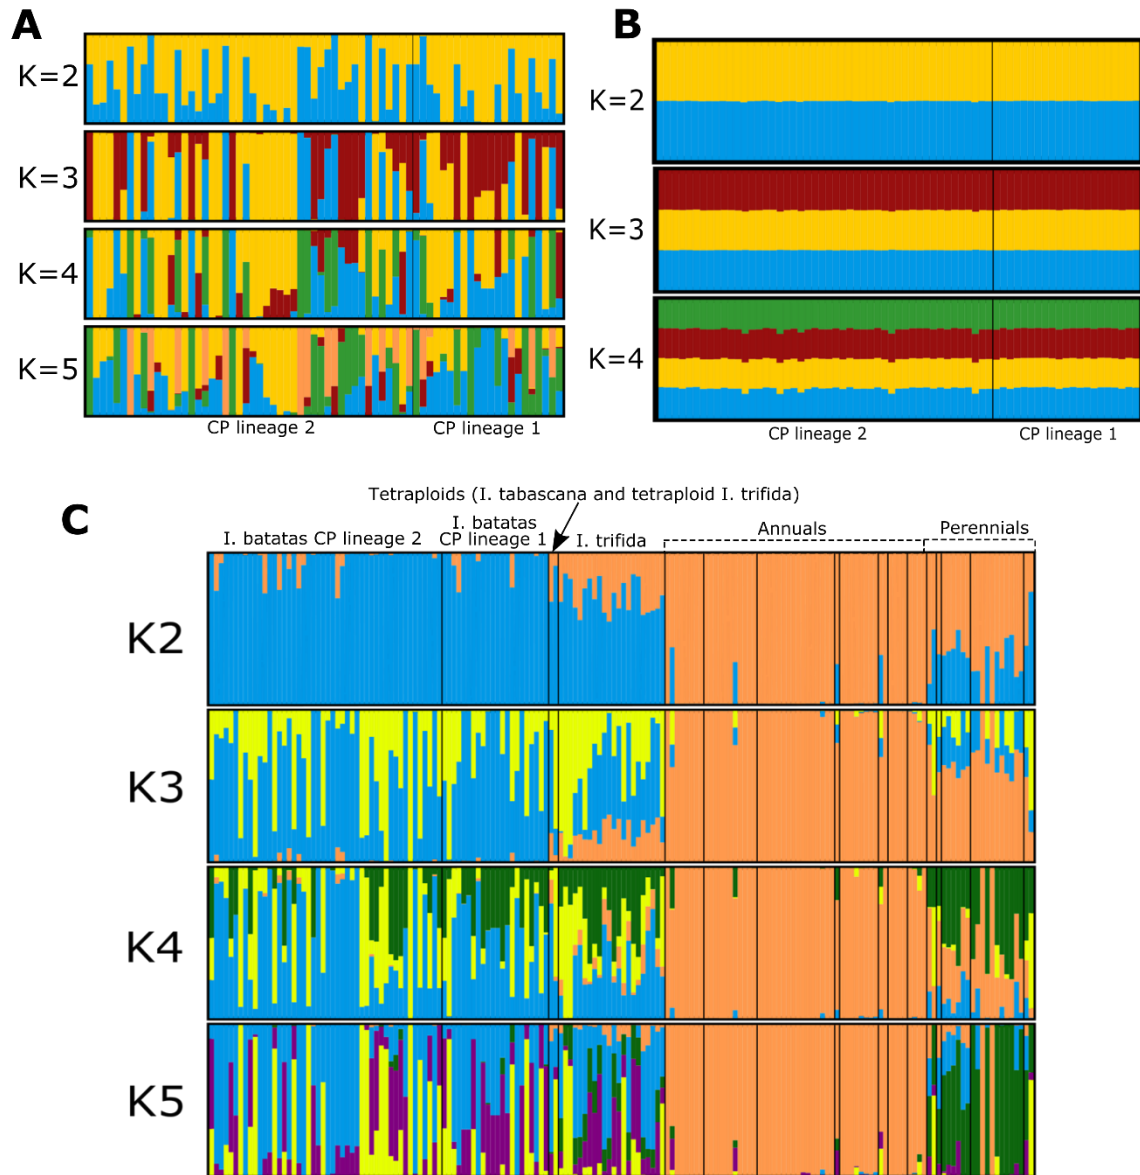 A
K=2
K=3
K=4
K=5
CP lineage 2
CP lineage 1
B
K=2
K=3
K=4
CP lineage 2
CP lineage 1
C
Tetraploids (I. tabascana and tetraploid I. trifida)
I. batatas CP lineage 2
I. batatas
CP lineage 1
I. trifida
Annuals
Perennials
K2
K3
K4
K5